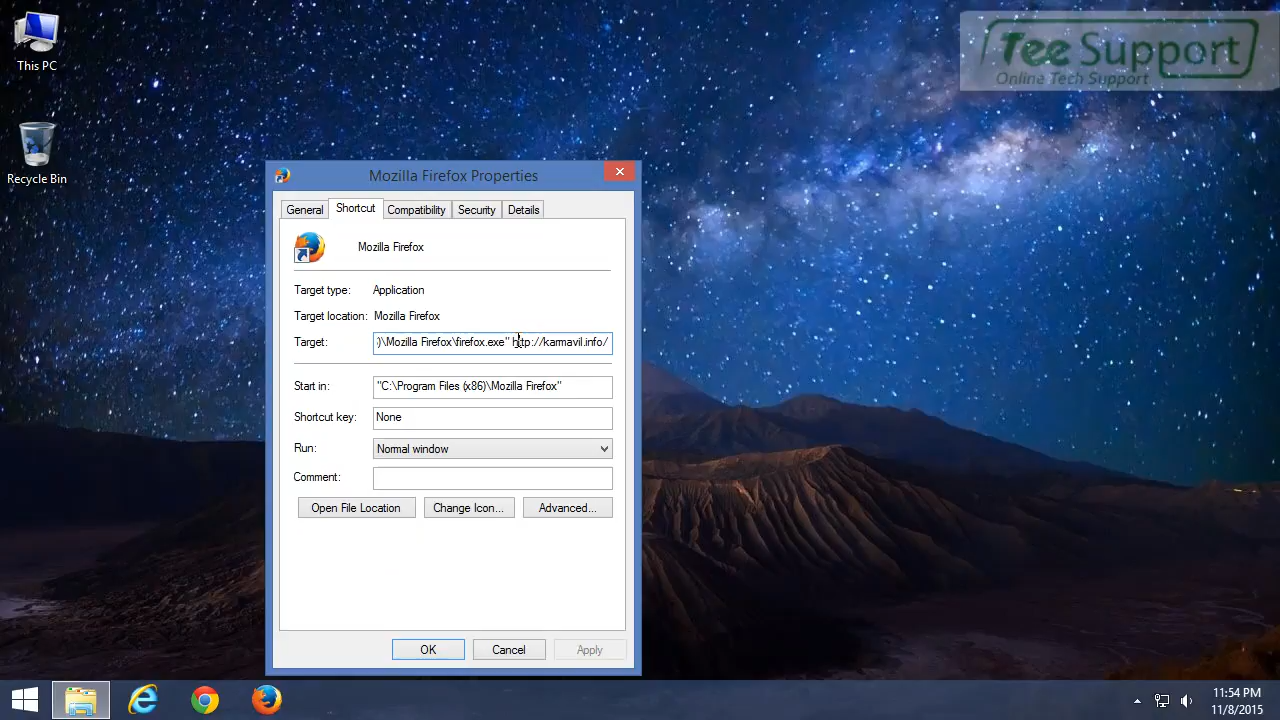 This PC
Recycle Bin
Tee Support
Online Tech Support
Mozilla Firefox Properties
General Shortcut Compatibility Security Details
Mozilla Firefox
Target type: Application
Target location: Mozilla Firefox
Target: )\Mozilla Firefox\firefox.exe" http://karmavil.info/
Start in: "C:\Program Files (x86)\Mozilla Firefox"
Shortcut key: None
Run: Normal window
Comment:
Open File Location Change Icon... Advanced...
OK Cancel Apply
11:54 PM
11/8/2015